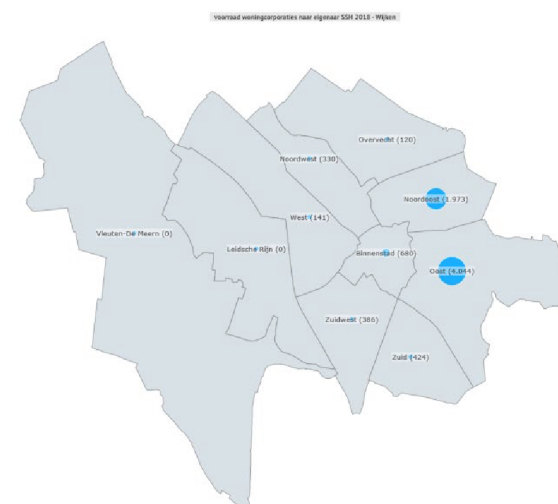 Voorraad woningcorporaties naar eigenaar SSH 2018 - Wijken
Overvecht (120)
Noordwest (330)
Noordoost (1.973)
West (141)
Vleuten-De Meern (0)
Leidsche Rijn (0)
Binnenstad (680)
Oost (4.044)
Zuidwest (386)
Zuid (424)